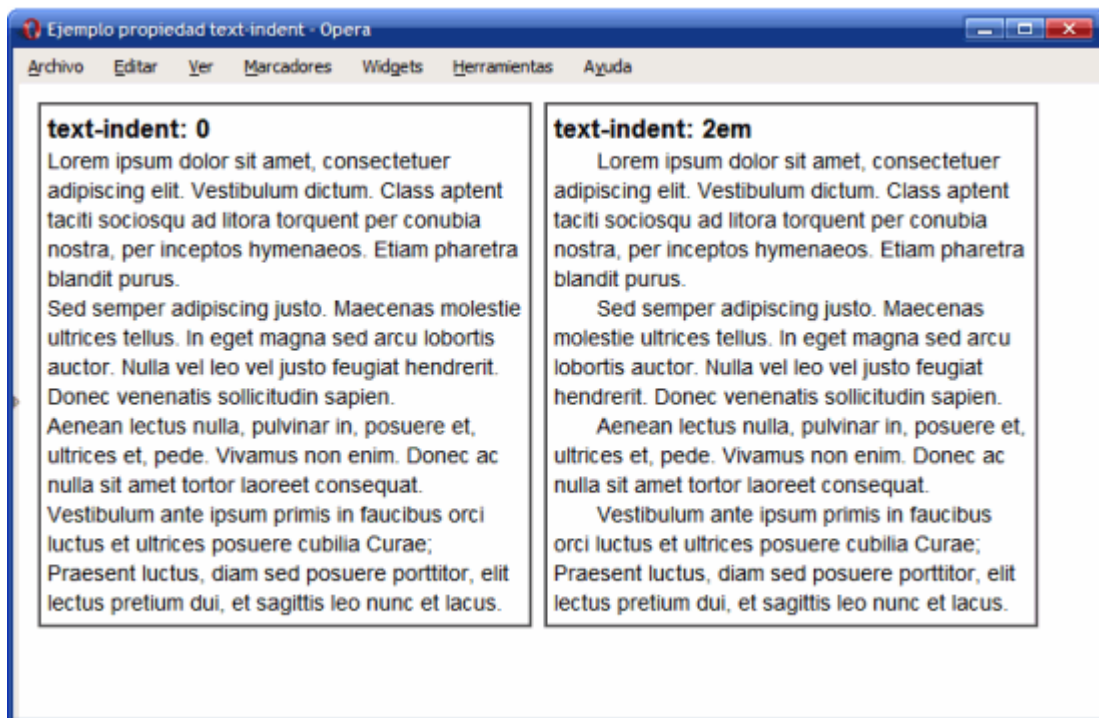 Ejemplo propiedad text-indent - Opera
Archivo Editar Ver Marcadores Widgets Herramientas Ayuda
text-indent: 0
Lorem ipsum dolor sit amet, consectetuer
adipiscing elit. Vestibulum dictum. Class aptent
taciti sociosqu ad litora torquent per conubia
nostra, per inceptos hymenaeos. Etiam pharetra
blandit purus.
Sed semper adipiscing justo. Maecenas molestie
ultrices tellus. In eget magna sed arcu lobortis
auctor. Nulla vel leo vel justo feugiat hendrerit.
Donec venenatis sollicitudin sapien.
Aenean lectus nulla, pulvinar in, posuere et,
ultrices et, pede. Vivamus non enim. Donec ac
nulla sit amet tortor laoreet consequat.
Vestibulum ante ipsum primis in faucibus orci
luctus et ultrices posuere cubilia Curae;
Praesent luctus, diam sed posuere porttitor, elit
lectus pretium dui, et sagittis leo nunc et lacus.
text-indent: 2em
Lorem ipsum dolor sit amet, consectetuer
adipiscing elit. Vestibulum dictum. Class aptent
taciti sociosqu ad litora torquent per conubia
nostra, per inceptos hymenaeos. Etiam pharetra
blandit purus.
Sed semper adipiscing justo. Maecenas
molestie ultrices tellus. In eget magna sed arcu
lobortis auctor. Nulla vel leo vel justo feugiat
hendrerit. Donec venenatis sollicitudin sapien.
Aenean lectus nulla, pulvinar in, posuere et,
ultrices et, pede. Vivamus non enim. Donec ac
nulla sit amet tortor laoreet consequat.
Vestibulum ante ipsum primis in faucibus
orci luctus et ultrices posuere cubilia Curae;
Praesent luctus, diam sed posuere porttitor, elit
lectus pretium dui, et sagittis leo nunc et lacus.